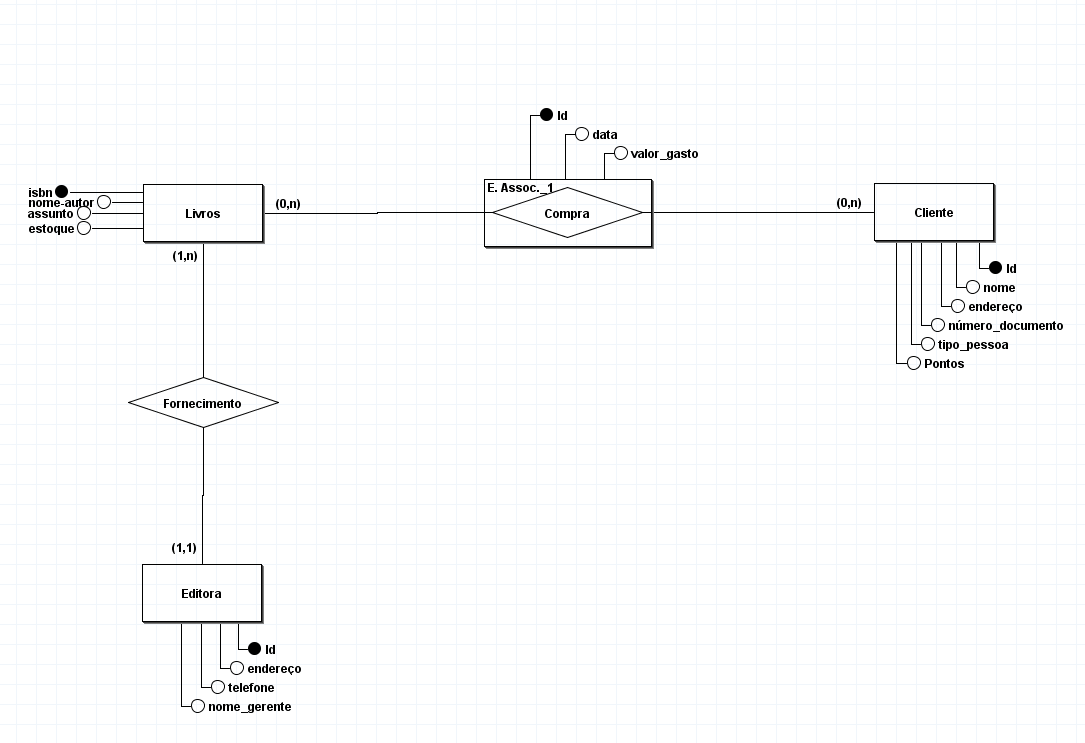 Id
data
valor_gasto
E. Assoc._1
Compra
isbn
nome-autor
assunto
estoque
Livros
(0,n)
(0,n)
Cliente
(1,n)
Id
nome
endereço
número_documento
tipo_pessoa
Pontos
Fornecimento
(1,1)
Editora
Id
endereço
telefone
nome_gerente